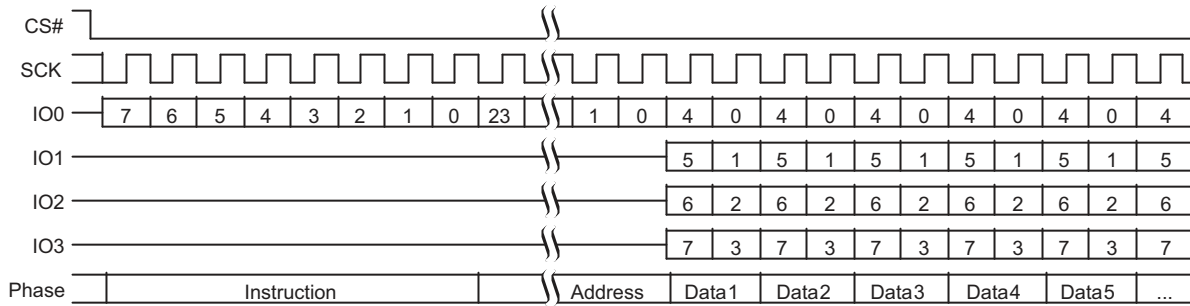 CS#
SCK
IO0 7 6 5 4 3 2 1 0 23 1 0 4 0 4 0 4 0 4 0 4 0 4
IO1 5 1 5 1 5 1 5 1 5 1 5
IO2 6 2 6 2 6 2 6 2 6 2 6
IO3 7 3 7 3 7 3 7 3 7 3 7
Phase Instruction Address Data1 Data2 Data3 Data4 Data5 ...